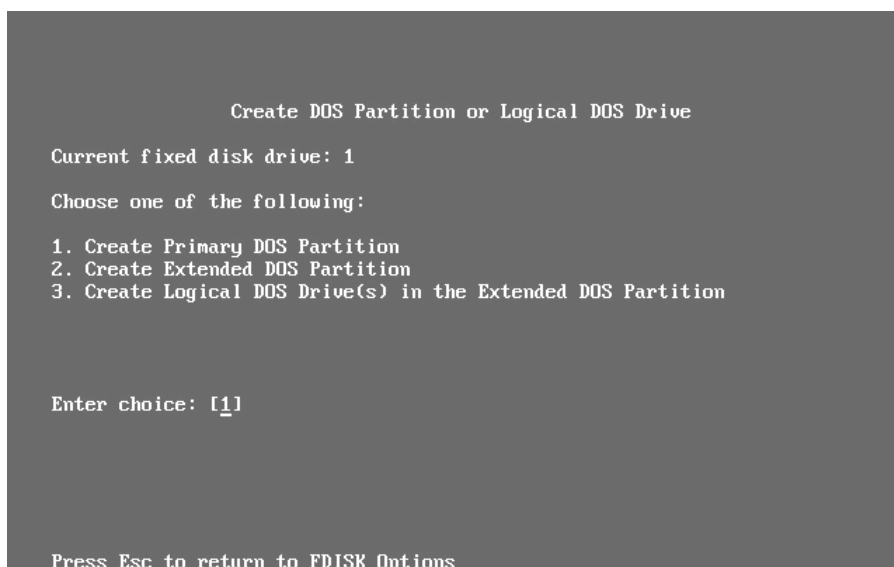 Create DOS Partition or Logical DOS Drive
Current fixed disk drive: 1
Choose one of the following:
1. Create Primary DOS Partition
2. Create Extended DOS Partition
3. Create Logical DOS Drive(s) in the Extended DOS Partition
Enter choice: [1]
Press Esc to return to FDISK Options